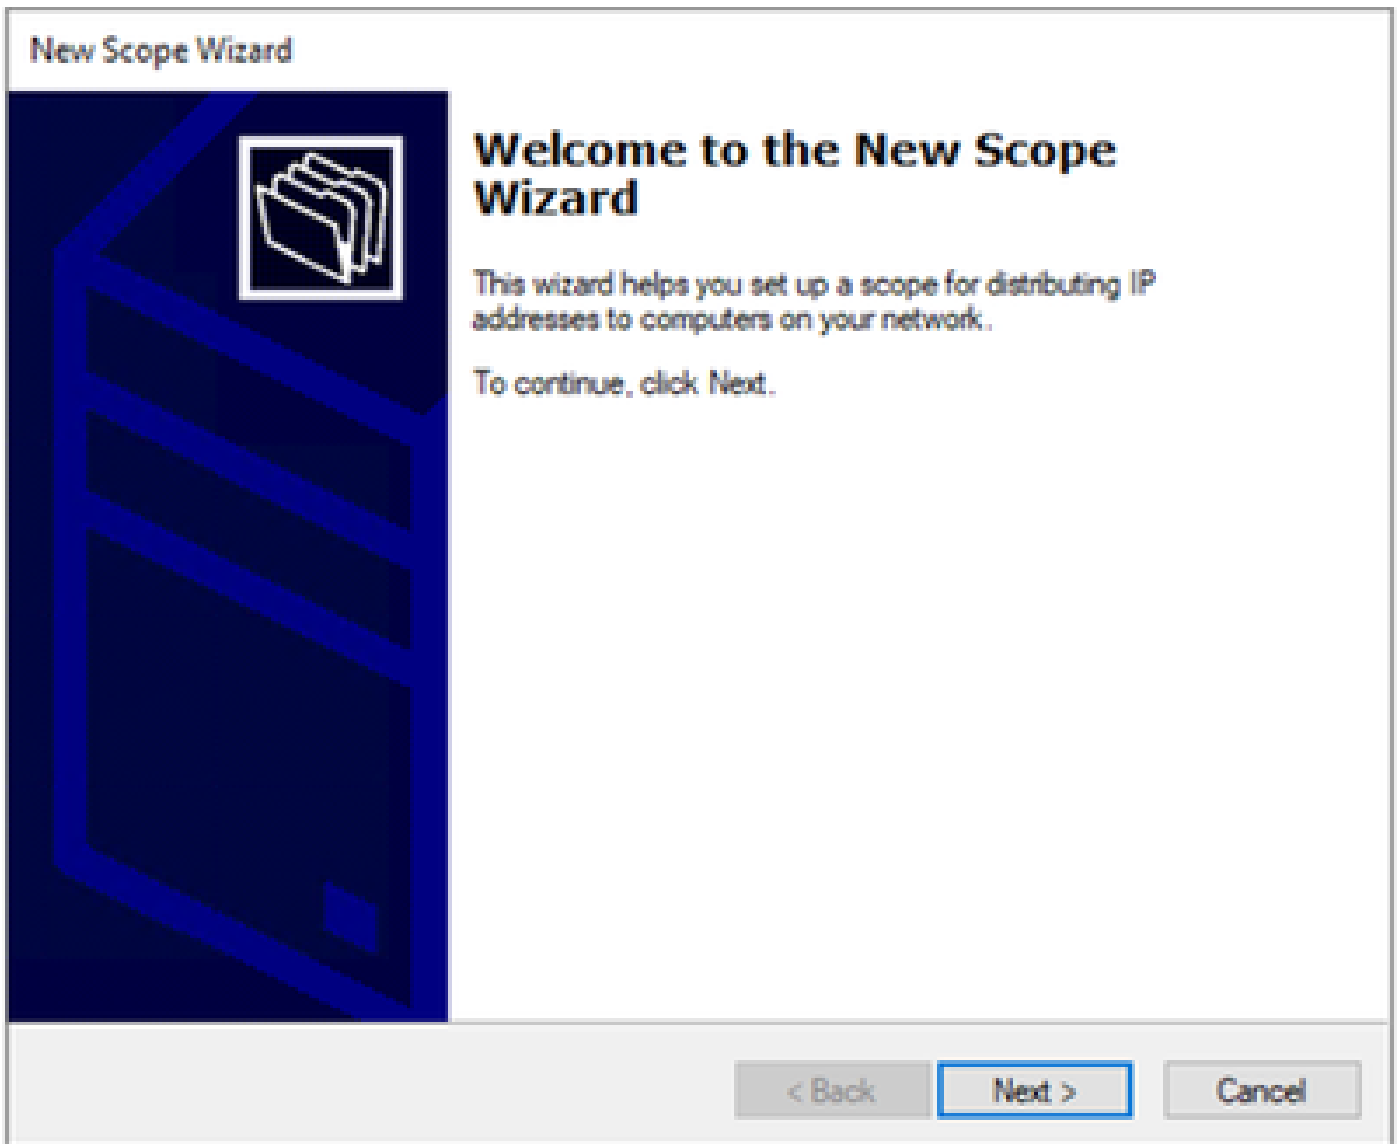 New Scope Wizard
Welcome to the New Scope
Wizard
This wizard helps you set up a scope for distributing IP
addresses to computers on your network.
To continue, click Next.
< Back
Next >
Cancel